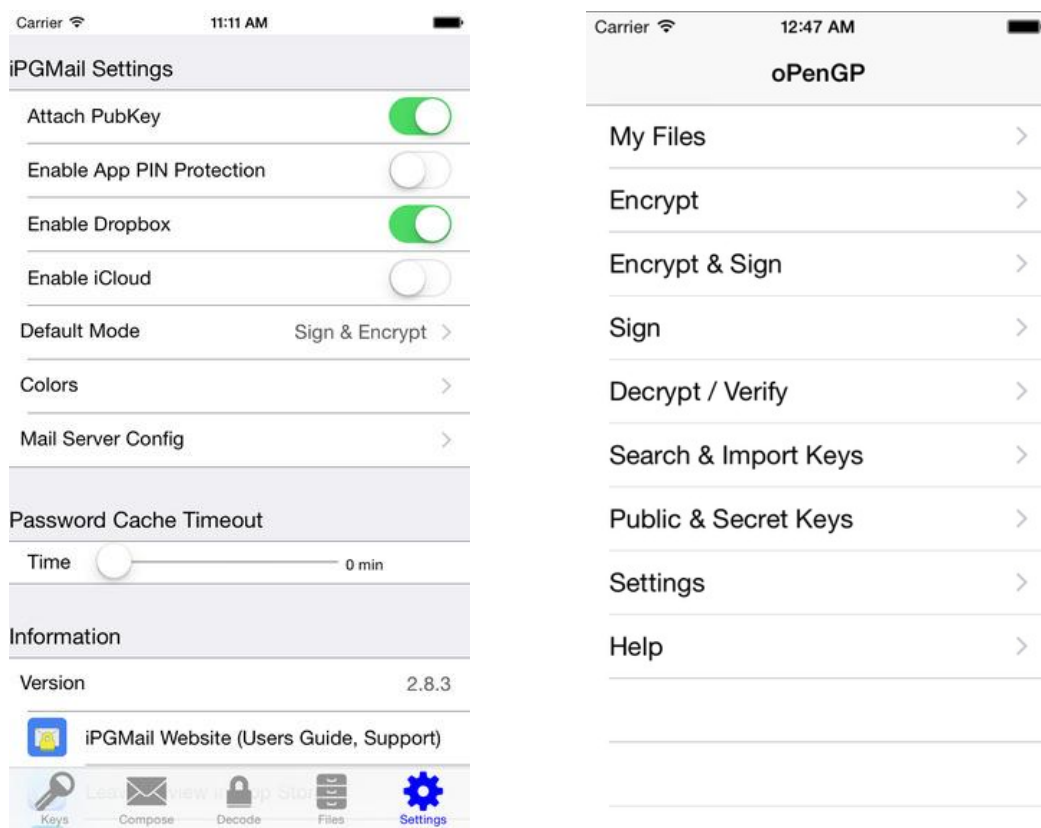 Carrier
11:11 AM
iPGMail Settings
Attach PubKey
Enable App PIN Protection
Enable Dropbox
Enable iCloud
Default Mode Sign & Encrypt
Colors
Mail Server Config
Password Cache Timeout
Time 0 min
Information
Version 2.8.3
iPGMail Website (Users Guide, Support)
Keys Compose Decode Files Settings
Carrier
12:47 AM
oPenGP
My Files
Encrypt
Encrypt & Sign
Sign
Decrypt / Verify
Search & Import Keys
Public & Secret Keys
Settings
Help